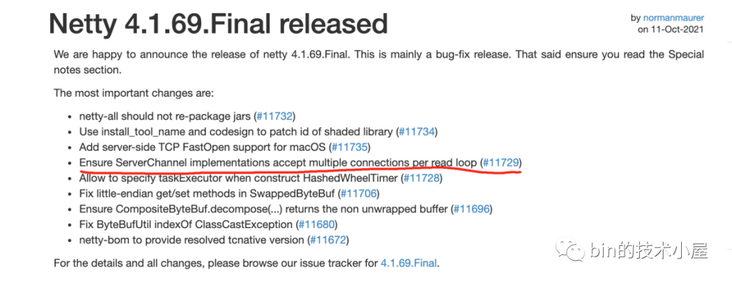 Netty 4.1.69.Final released
by normanmaurer
on 11-Oct-2021
We are happy to announce the release of netty 4.1.69.Final. This is mainly a bug-fix release. That said ensure you read the Special
notes section.
The most important changes are:
• netty-all should not re-package jars (#11732)
• Use install_tool_name and codesign to patch id of shaded library (#11734)
• Add server-side TCP FastOpen support for macOS (#11735)
• Ensure ServerChannel implementations accept multiple connections per read loop (#11729)
• Allow to specify taskExecutor when construct HashedWheelTimer (#11728)
• Fix little-endian get/set methods in SwappedByteBuf (#11706)
• Ensure CompositeByteBuf.decompose(...) returns the non unwrapped buffer (#11696)
• Fix ByteBufUtil indexOf ClassCastException (#11680)
• netty-bom to provide resolved tcnative version (#11672)
For the details and all changes, please browse our issue tracker for 4.1.69.Final.
bin的技术小屋